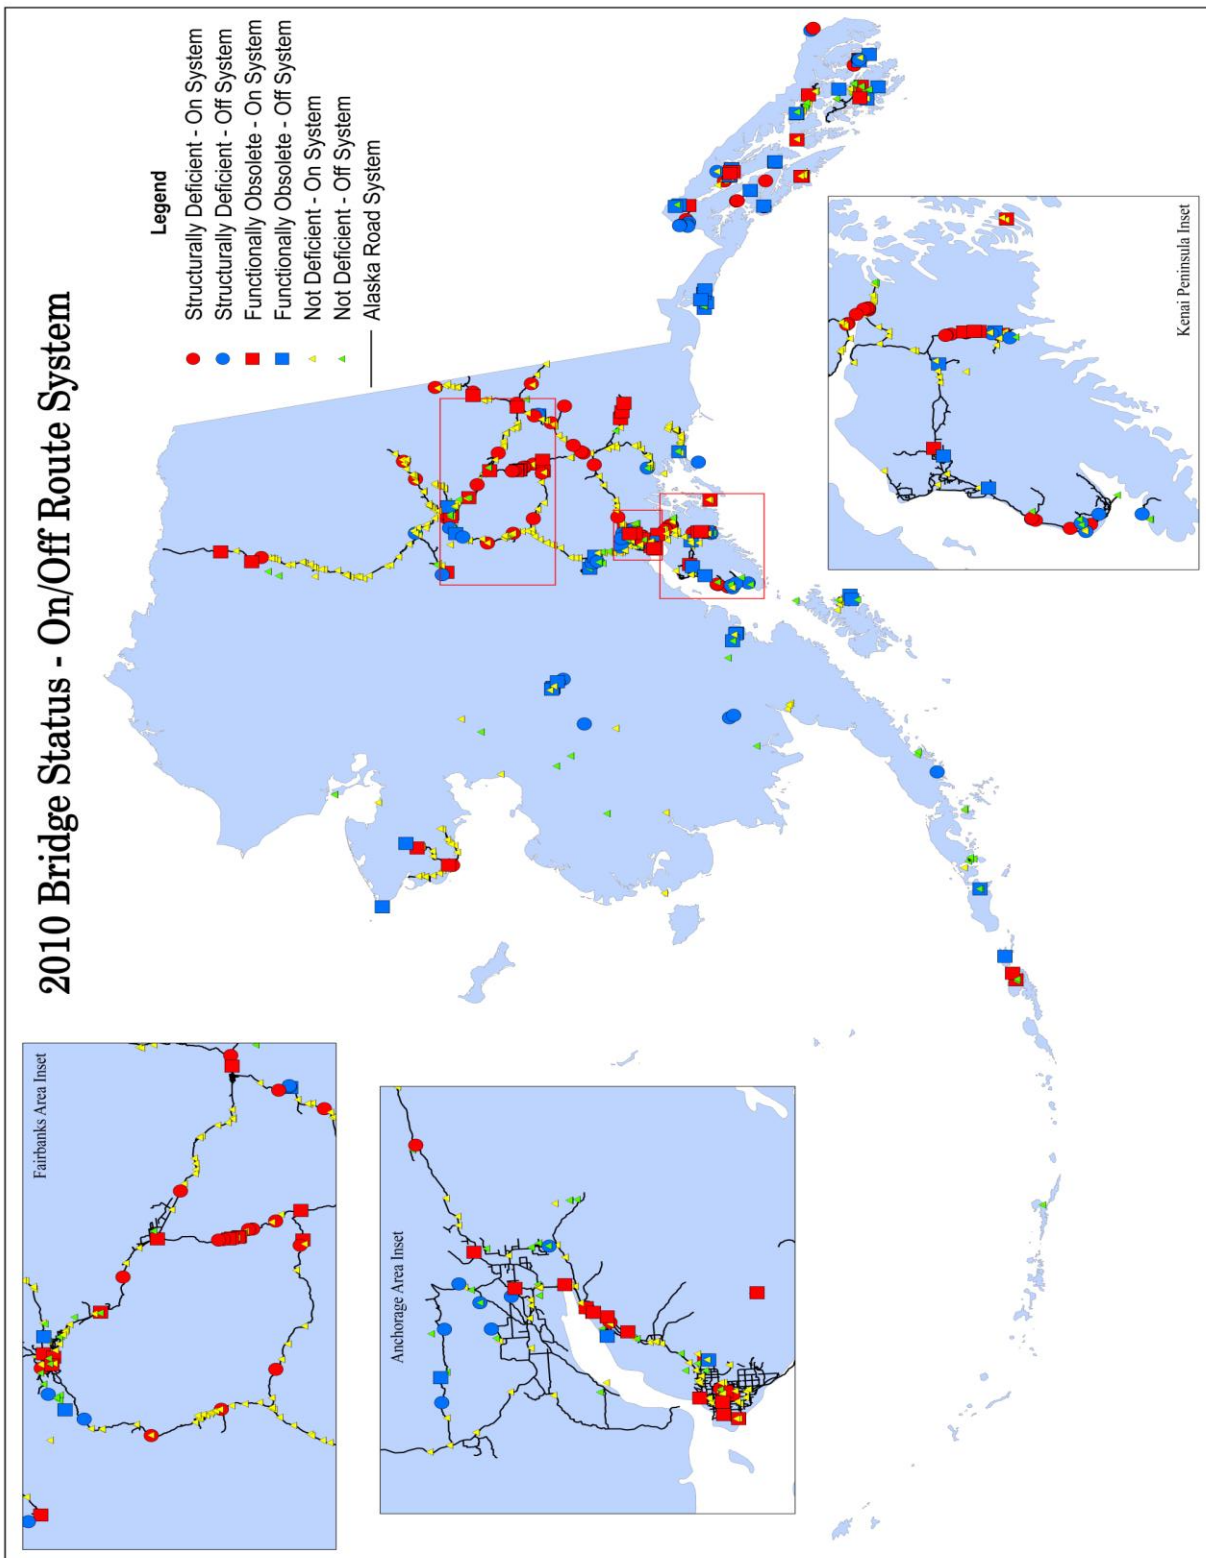 2010 Bridge Status - On/Off Route System
Legend
Structurally Deficient - On System
Structurally Deficient - Off System
Functionally Obsolete - On System
Functionally Obsolete - Off System
Not Deficient - On System
Not Deficient - Off System
Alaska Road System
Fairbanks Area Inset
Anchorage Area Inset
Kenai Peninsula Inset